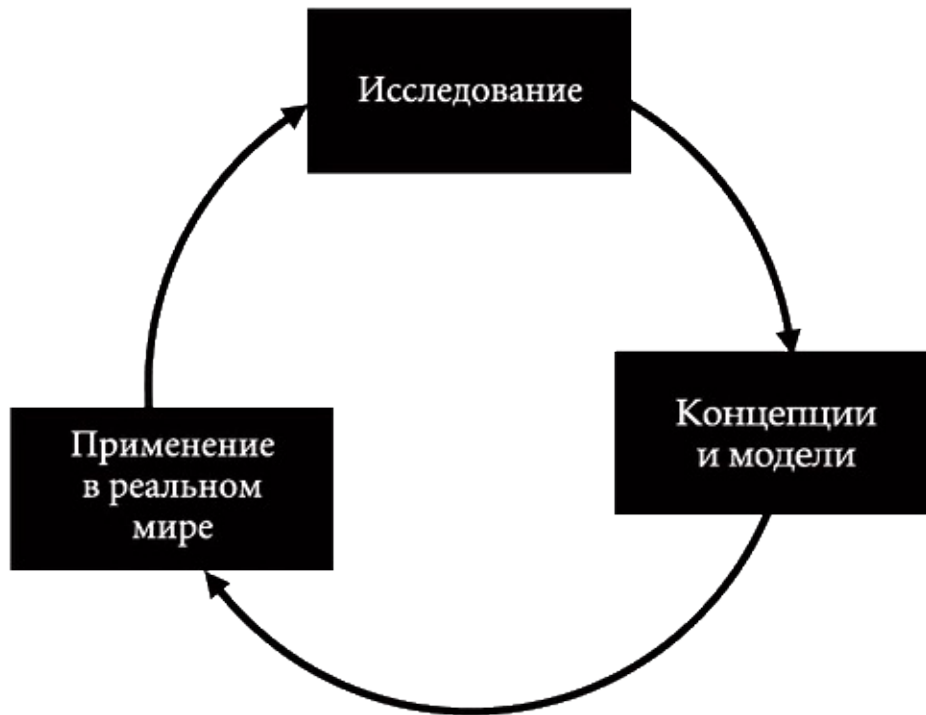 Исследование
Концепции
и модели
Применение
в реальном
мире